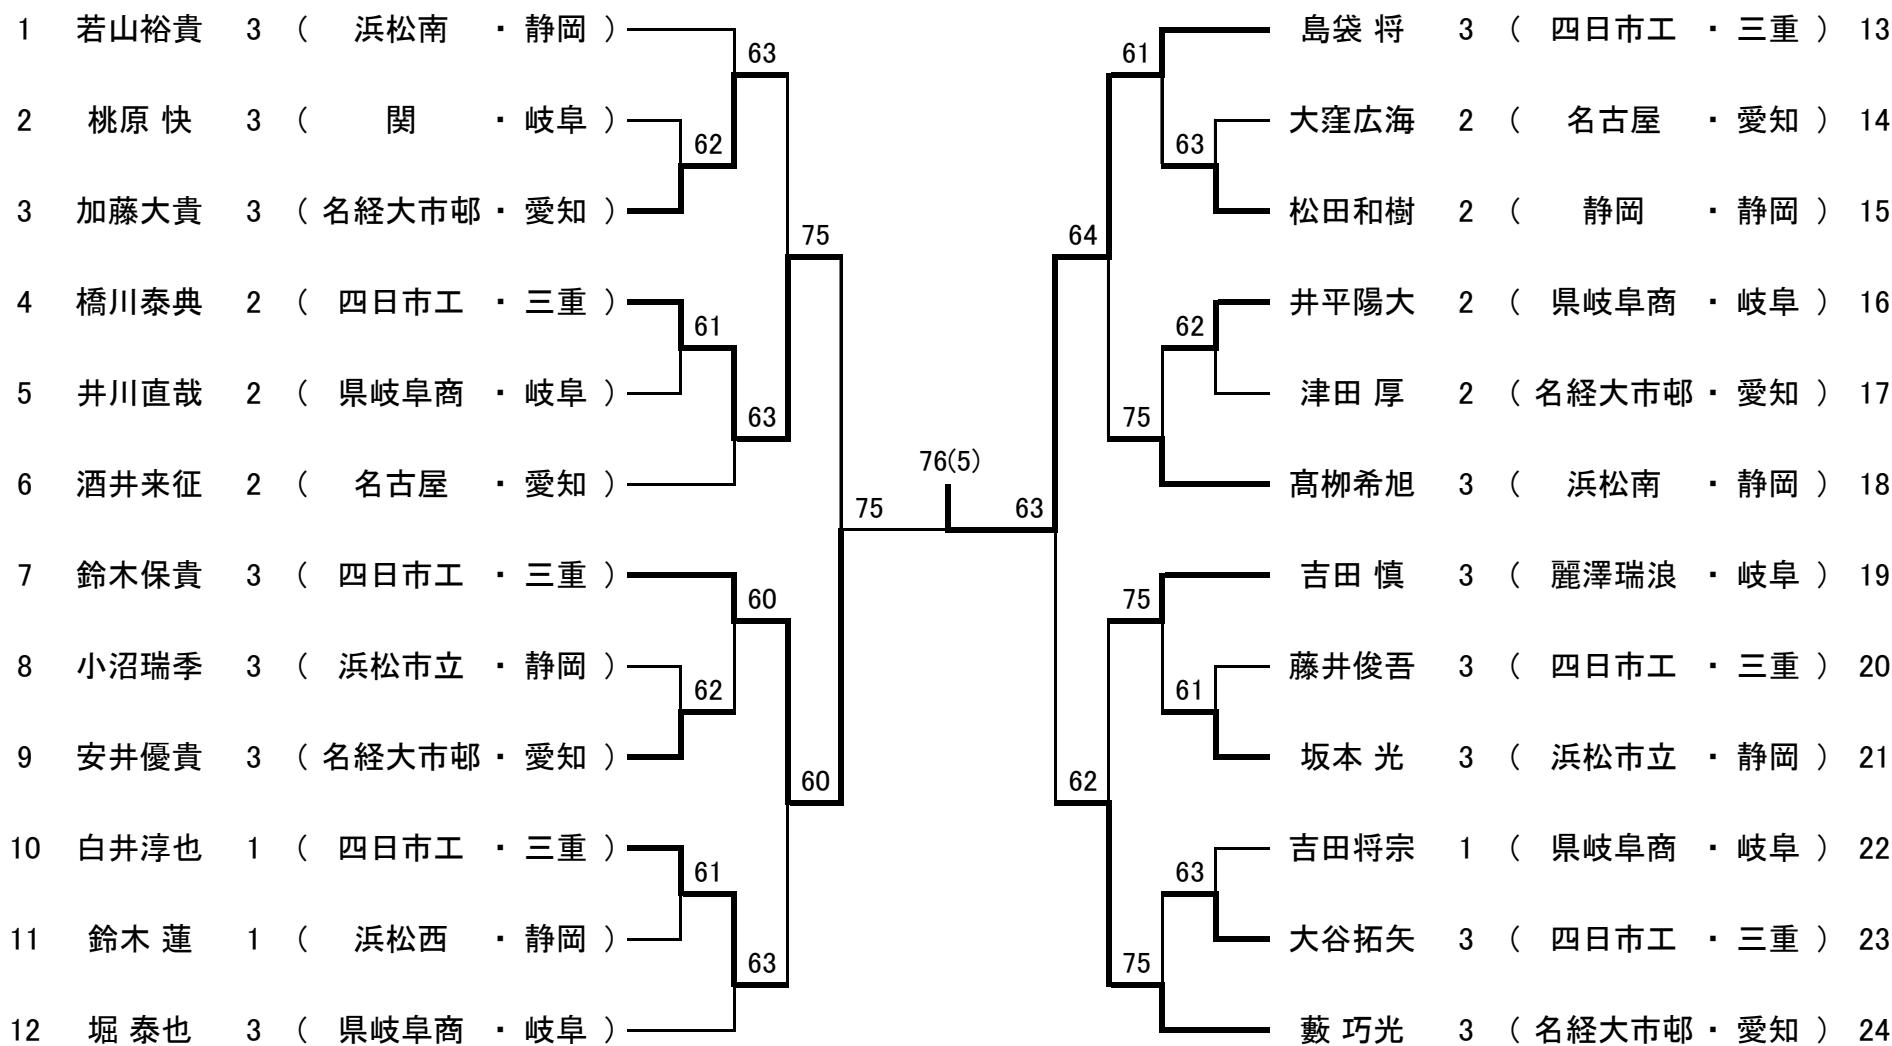 1 若山裕貴 3 ( 浜松南 ・ 静岡 )
63
2 桃原 快 3 ( 関 ・ 岐阜 )
62
3 加藤大貴 3 ( 名経大市邨 ・ 愛知 )
75
4 橋川泰典 2 ( 四日市工 ・ 三重 )
61
5 井川直哉 2 ( 県岐阜商 ・ 岐阜 )
63
6 酒井来征 2 ( 名古屋 ・ 愛知 )
75
7 鈴木保貴 3 ( 四日市工 ・ 三重 )
60
8 小沼瑞季 3 ( 浜松市立 ・ 静岡 )
62
9 安井優貴 3 ( 名経大市邨 ・ 愛知 )
60
10 白井淳也 1 ( 四日市工 ・ 三重 )
61
11 鈴木 蓮 1 ( 浜松西 ・ 静岡 )
63
12 堀 泰也 3 ( 県岐阜商 ・ 岐阜 )
76(5)
島袋 将 3 ( 四日市工 ・ 三重 ) 13
61
大窪広海 2 ( 名古屋 ・ 愛知 ) 14
63
松田和樹 2 ( 静岡 ・ 静岡 ) 15
64
井平陽大 2 ( 県岐阜商 ・ 岐阜 ) 16
62
津田 厚 2 ( 名経大市邨 ・ 愛知 ) 17
75
髙栁希旭 3 ( 浜松南 ・ 静岡 ) 18
63
吉田 慎 3 ( 麗澤瑞浪 ・ 岐阜 ) 19
75
藤井俊吾 3 ( 四日市工 ・ 三重 ) 20
61
坂本 光 3 ( 浜松市立 ・ 静岡 ) 21
62
吉田将宗 1 ( 県岐阜商 ・ 岐阜 ) 22
63
大谷拓矢 3 ( 四日市工 ・ 三重 ) 23
75
藪 巧光 3 ( 名経大市邨 ・ 愛知 ) 24